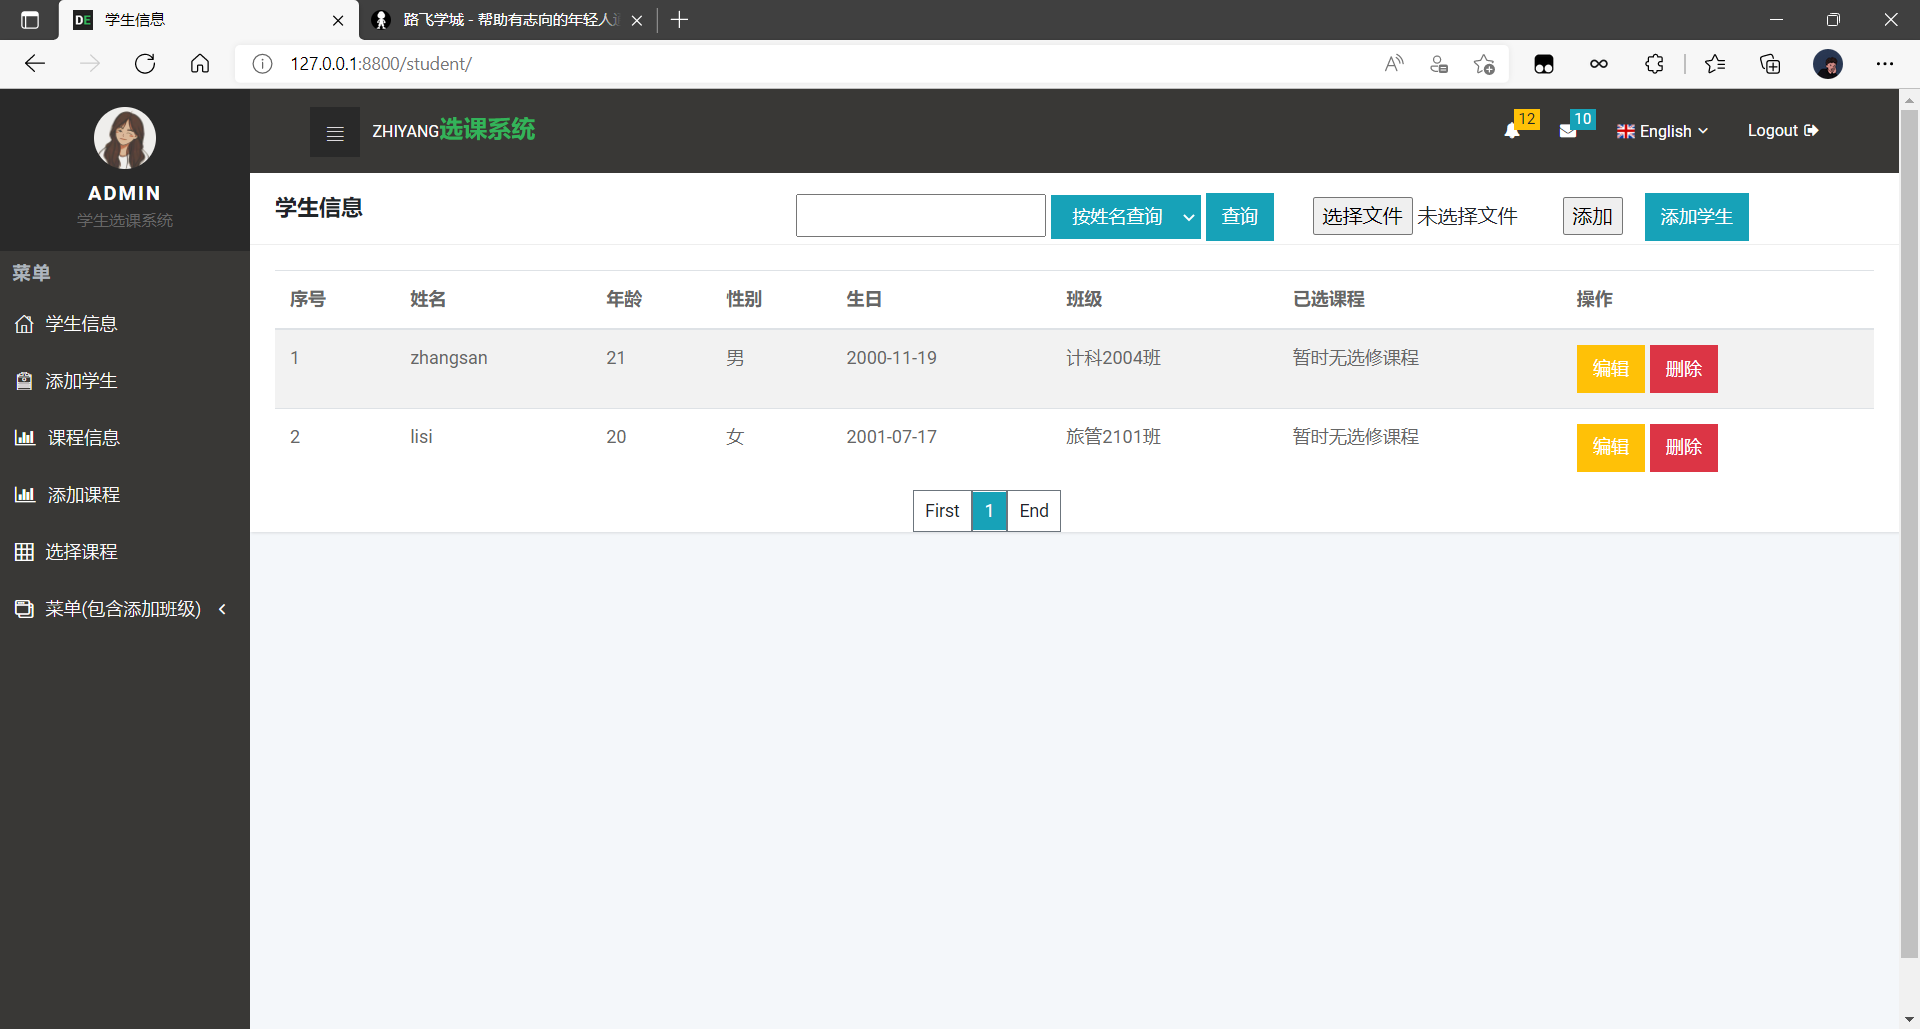 DE 学生信息
路飞学城 - 帮助有志向的年轻人
127.0.0.1:8800/student/
ADMIN
学生选课系统
菜单
学生信息
添加学生
课程信息
添加课程
选择课程
菜单(包含添加班级)
ZHIYANG选课系统
12
10
English
Logout
学生信息
按姓名查询
查询
选择文件 未选择文件
添加
添加学生
序号 姓名 年龄 性别 生日 班级 已选课程 操作
1 zhangsan 21 男 2000-11-19 计科2004班 暂时无选修课程 编辑 删除
2 lisi 20 女 2001-07-17 旅管2101班 暂时无选修课程 编辑 删除
First 1 End